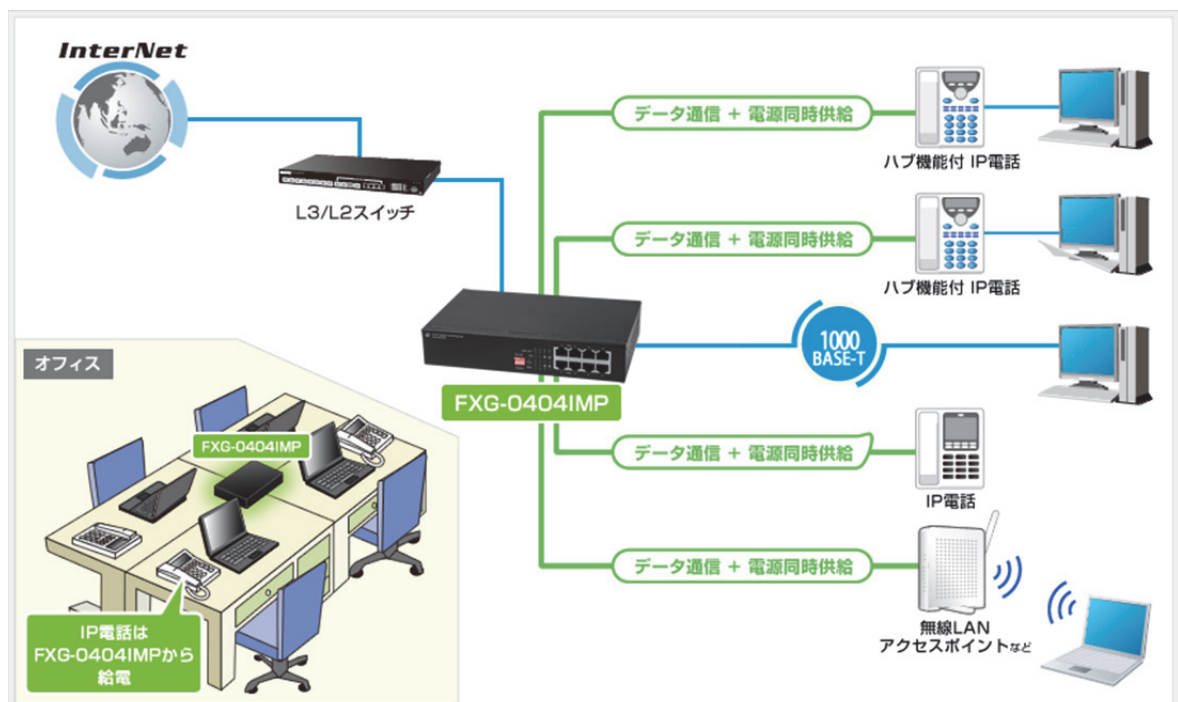 InterNet
L3/L2スイッチ
データ通信 + 電源同時供給
ハブ機能付 IP電話
データ通信 + 電源同時供給
ハブ機能付 IP電話
1000
BASE-T
FXG-0404IMP
データ通信 + 電源同時供給
IP電話
データ通信 + 電源同時供給
無線LAN
アクセスポイントなど
オフィス
FXG-0404IMP
IP電話は
FXG-0404IMPから
給電